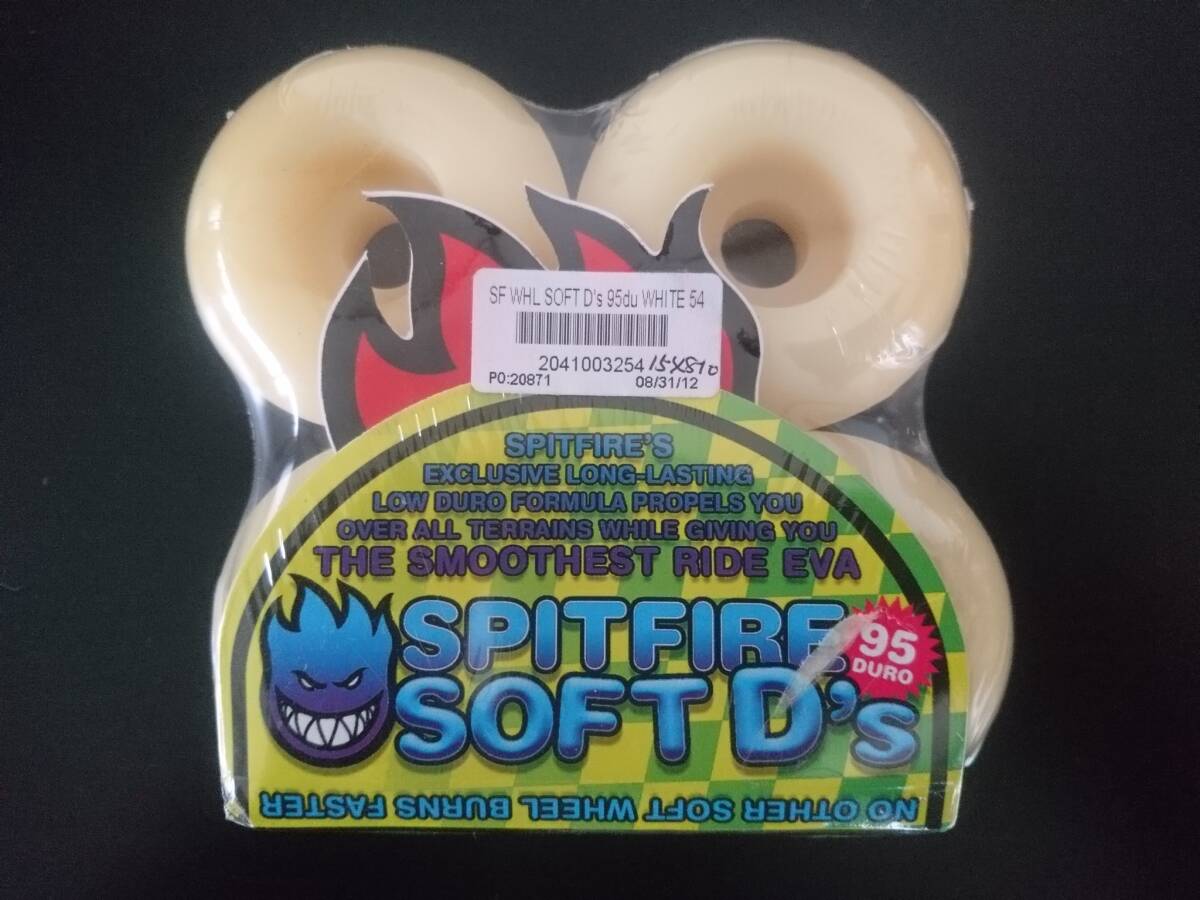 SF WHL SOFT D's 95du WHITE 54
2041003254
PO:20871 08/31/12
SPITFIRE'S
EXCLUSIVE LONG-LASTING
LOW DURO FORMULA PROPELS YOU
OVER ALL TERRAINS WHILE GIVING YOU
THE SMOOTHEST RIDE EVA
SPITFIRE
95
DURO
SOFT D's
NO OTHER SOFT WHEEL BURNS FASTER